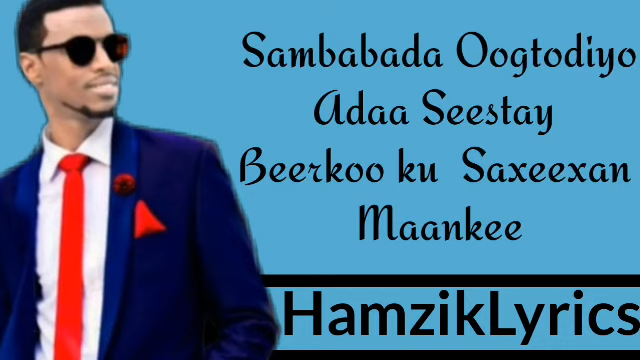 Sambabada Oogtodiyo
Adaa Seestay
Beerkoo ku Saxeexan
Maankee
HamzikLyrics